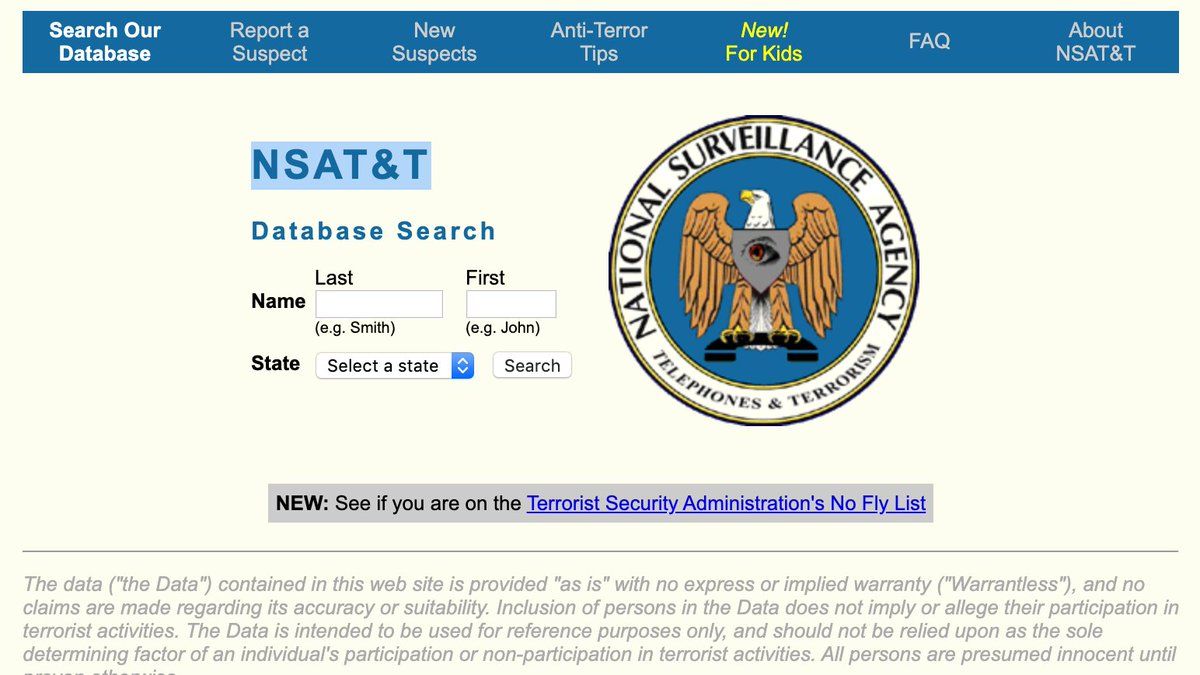 Search Our
Database
Report a
Suspect
New
Suspects
Anti-Terror
Tips
New!
For Kids
FAQ
About
NSAT&T
NSAT&T
Database Search
Last
First
Name
(e.g. Smith)
(e.g. John)
State
Select a state
Search
NATIONAL SURVEILLANCE AGENCY
TELEPHONES & TERRORISM
NEW: See if you are on the Terrorist Security Administration's No Fly List
The data ("the Data") contained in this web site is provided "as is" with no express or implied warranty ("Warrantless"), and no
claims are made regarding its accuracy or suitability. Inclusion of persons in the Data does not imply or allege their participation in
terrorist activities. The Data is intended to be used for reference purposes only, and should not be relied upon as the sole
determining factor of an individual's participation or non-participation in terrorist activities. All persons are presumed innocent until
proven otherwise.